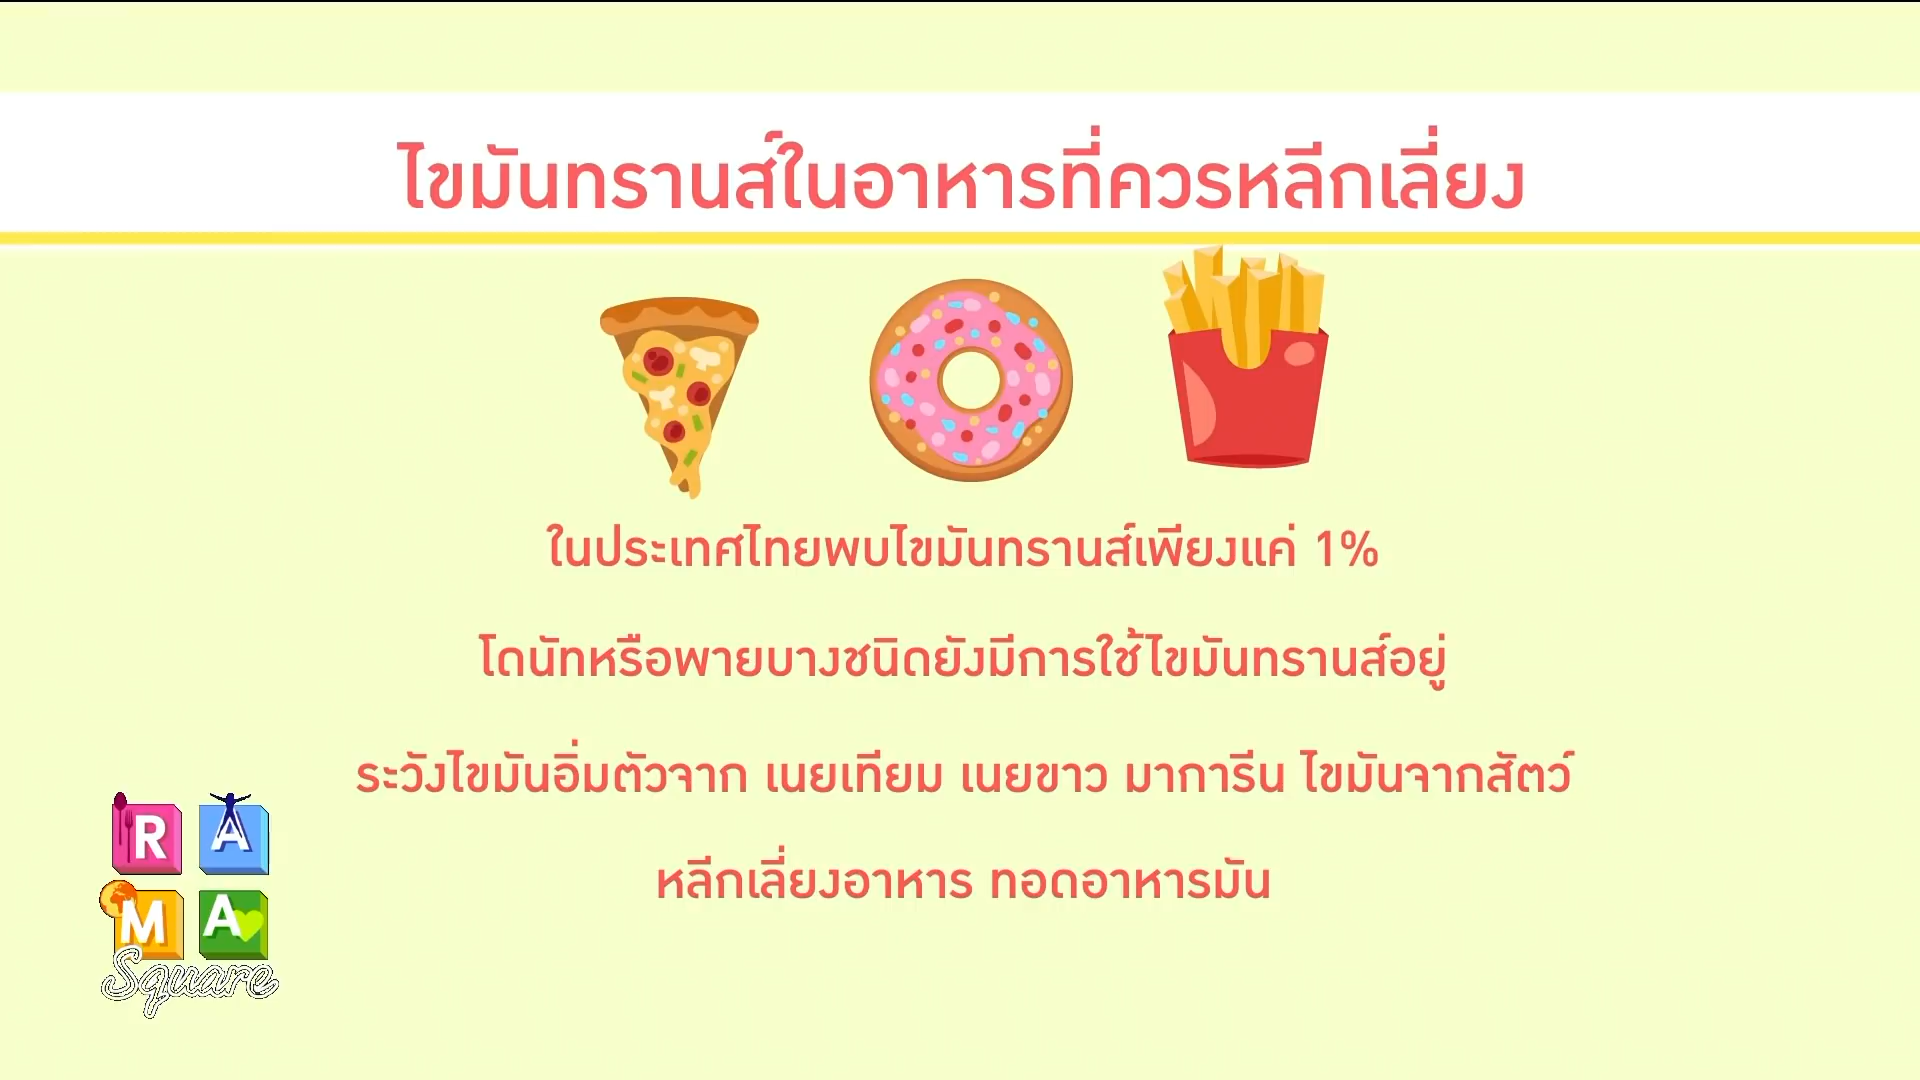 ไขมันทรานส์ในอาหารที่ควรหลีกเลี่ยง
ในประเทศไทยพบไขมันทรานส์เพียงแค่ 1%
โดนัทหรือพายบางชนิดยังมีการใช้ไขมันทรานส์อยู่
ระวังไขมันอิ่มตัวจาก เนยเทียม เนยขาว มาการีน ไขมันจากสัตว์
หลีกเลี่ยงอาหาร ทอดอาหารมัน
RA
MA
Square